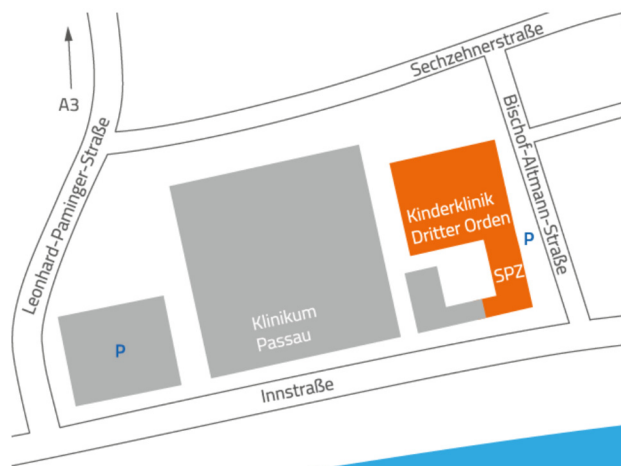 Sechzehnerstraße
A3
Leonhard-Paminger-Straße
Bischof-Altmann-Straße
Kinderklinik
Dritter Orden
P
SPZ
Klinikum
Passau
P
Innstraße